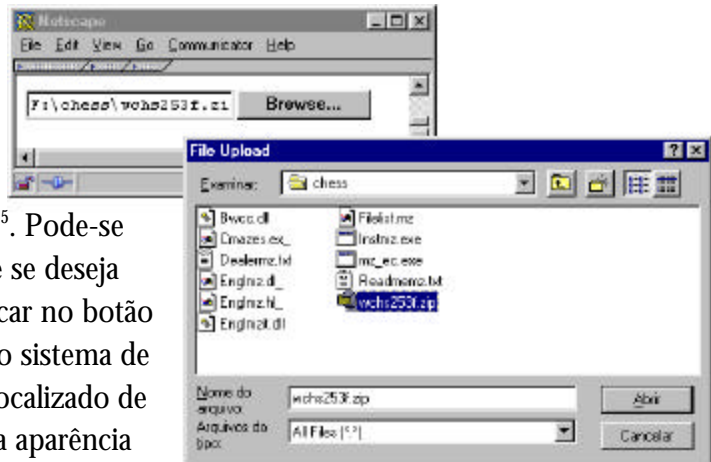 Netscape
File Edit View Go Communicator Help
F:\chess\wchs253f.zi Browse...
File Upload
Examinar: chess
Bwcc.dll
Cmazes.ex_
Dealermz.txt
Englmz.d_
Englmz.hl_
Filelist.mz
Instmz.exe
mz_ec.exe
Readmemz.txt
wchs253f.zip
Nome do arquivo: wchs253f.zip Abrir
Arquivos do tipo: All Files (*.*) Cancelar
5. Pode-se
e se deseja
car no botão
o sistema de
ocalizado de
a aparência